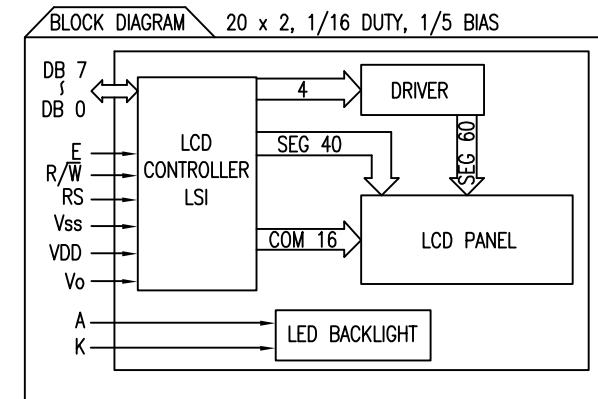 BLOCK DIAGRAM 20 x 2, 1/16 DUTY, 1/5 BIAS
DB 7
~
DB 0
E
R/W̅
RS
Vss
VDD
Vo
A
K
LCD
CONTROLLER
LSI
4
SEG 40
COM 16
DRIVER
SEG 60
LCD PANEL
LED BACKLIGHT